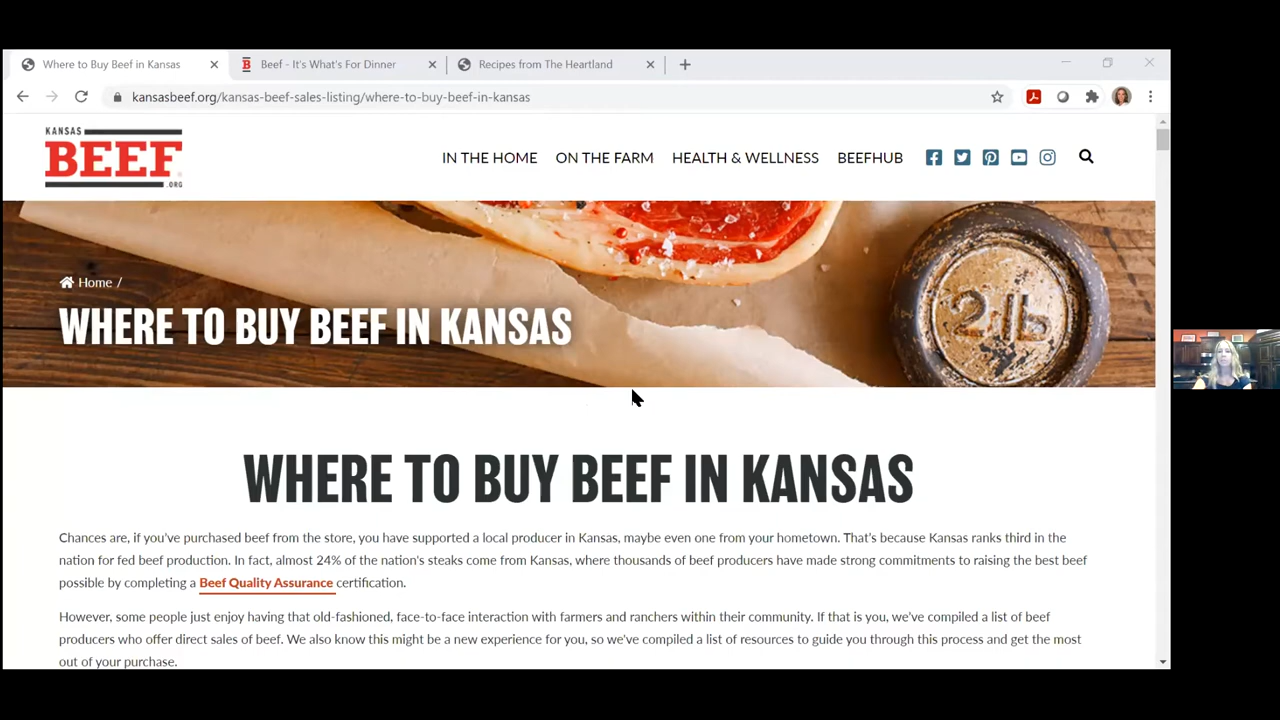 Where to Buy Beef in Kansas
Beef - It's What's For Dinner
Recipes from The Heartland
kansasbeef.org/kansas-beef-sales-listing/where-to-buy-beef-in-kansas
KANSAS
BEEF
.ORG
IN THE HOME
ON THE FARM
HEALTH & WELLNESS
BEEFHUB
Home /
WHERE TO BUY BEEF IN KANSAS
2 lb
WHERE TO BUY BEEF IN KANSAS
Chances are, if you've purchased beef from the store, you have supported a local producer in Kansas, maybe even one from your hometown. That's because Kansas ranks third in the
nation for fed beef production. In fact, almost 24% of the nation's steaks come from Kansas, where thousands of beef producers have made strong commitments to raising the best beef
possible by completing a Beef Quality Assurance certification.
However, some people just enjoy having that old-fashioned, face-to-face interaction with farmers and ranchers within their community. If that is you, we've compiled a list of beef
producers who offer direct sales of beef. We also know this might be a new experience for you, so we've compiled a list of resources to guide you through this process and get the most
out of your purchase.